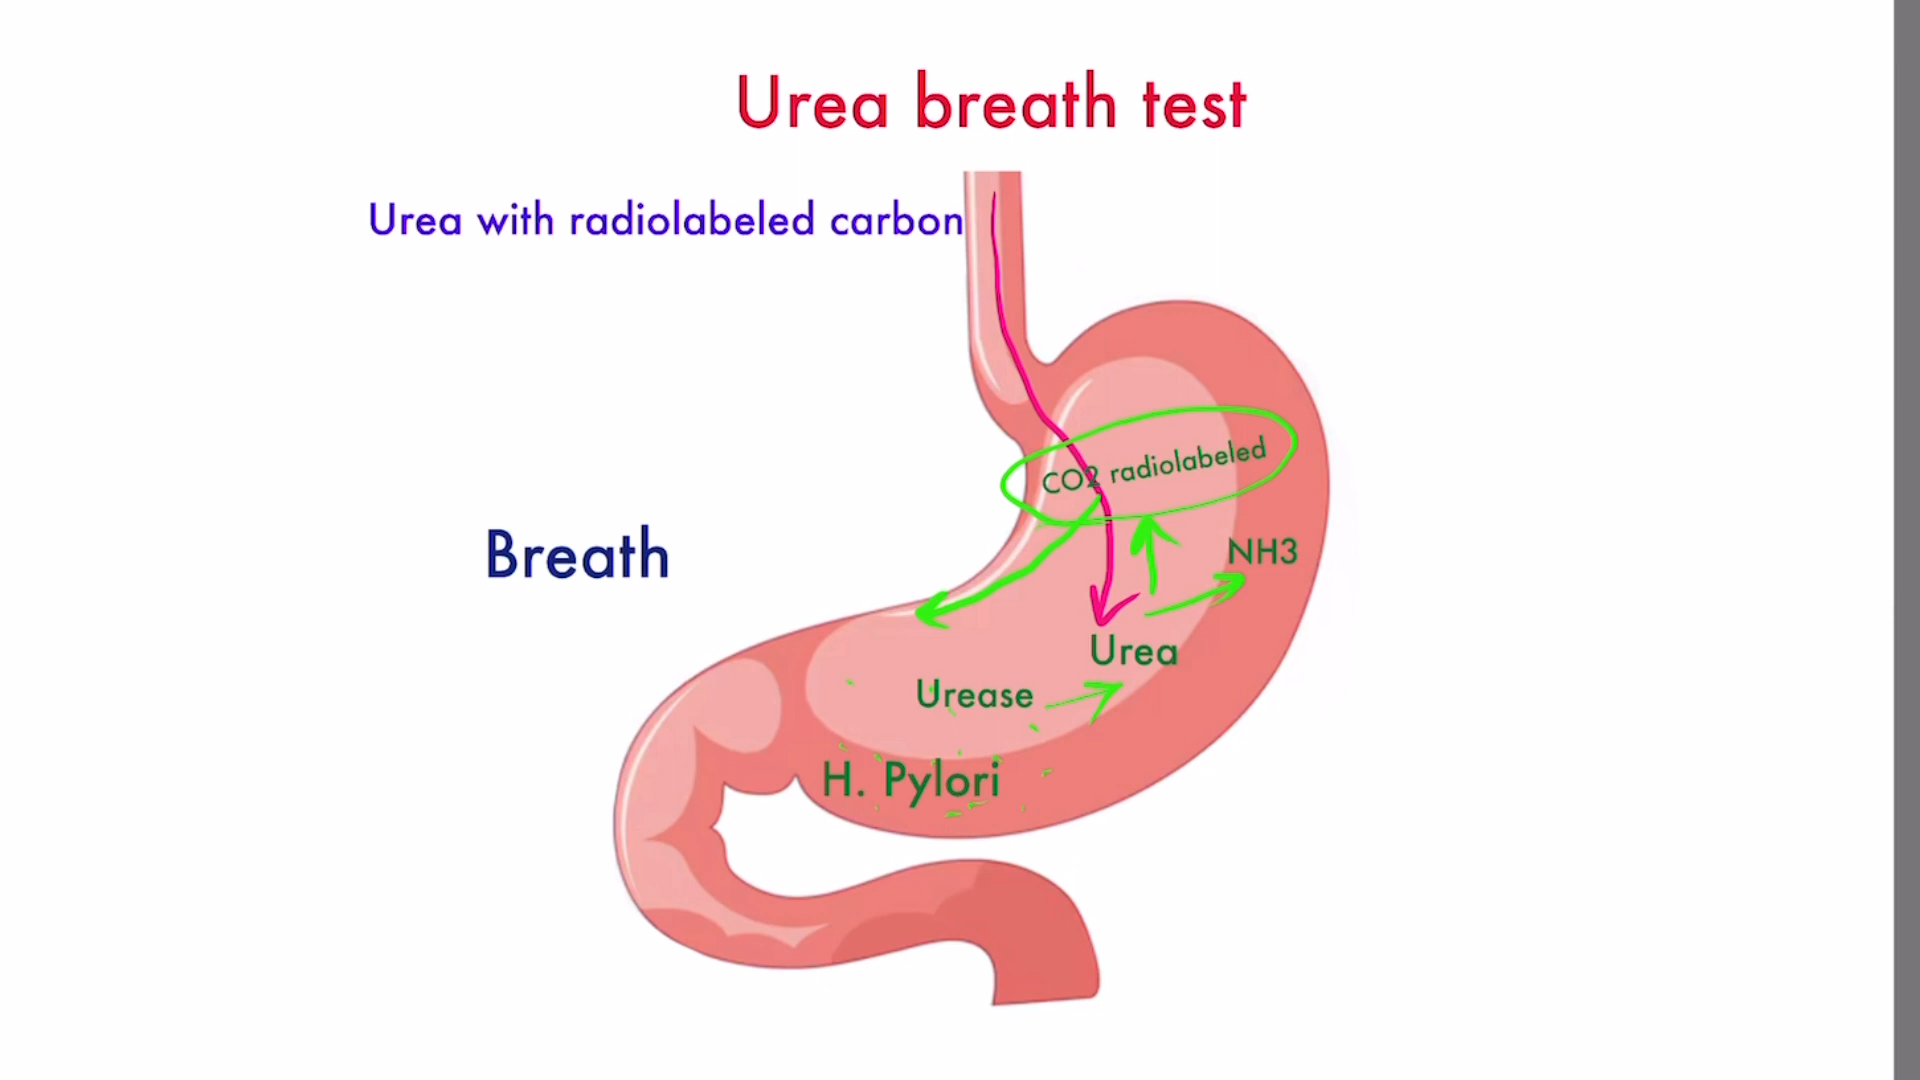 Urea breath test
Urea with radiolabeled carbon
CO2 radiolabeled
Breath
NH3
Urea
Urease
H. Pylori